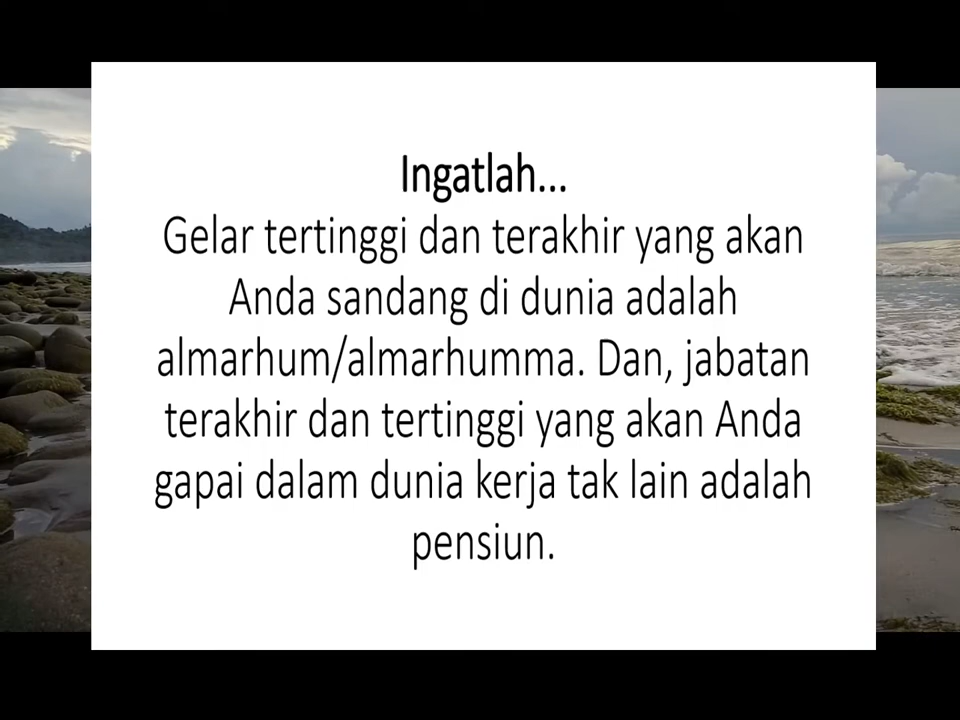 Ingatlah...
Gelar tertinggi dan terakhir yang akan
Anda sandang di dunia adalah
almarhum/almarhumma. Dan, jabatan
terakhir dan tertinggi yang akan Anda
gapai dalam dunia kerja tak lain adalah
pensiun.